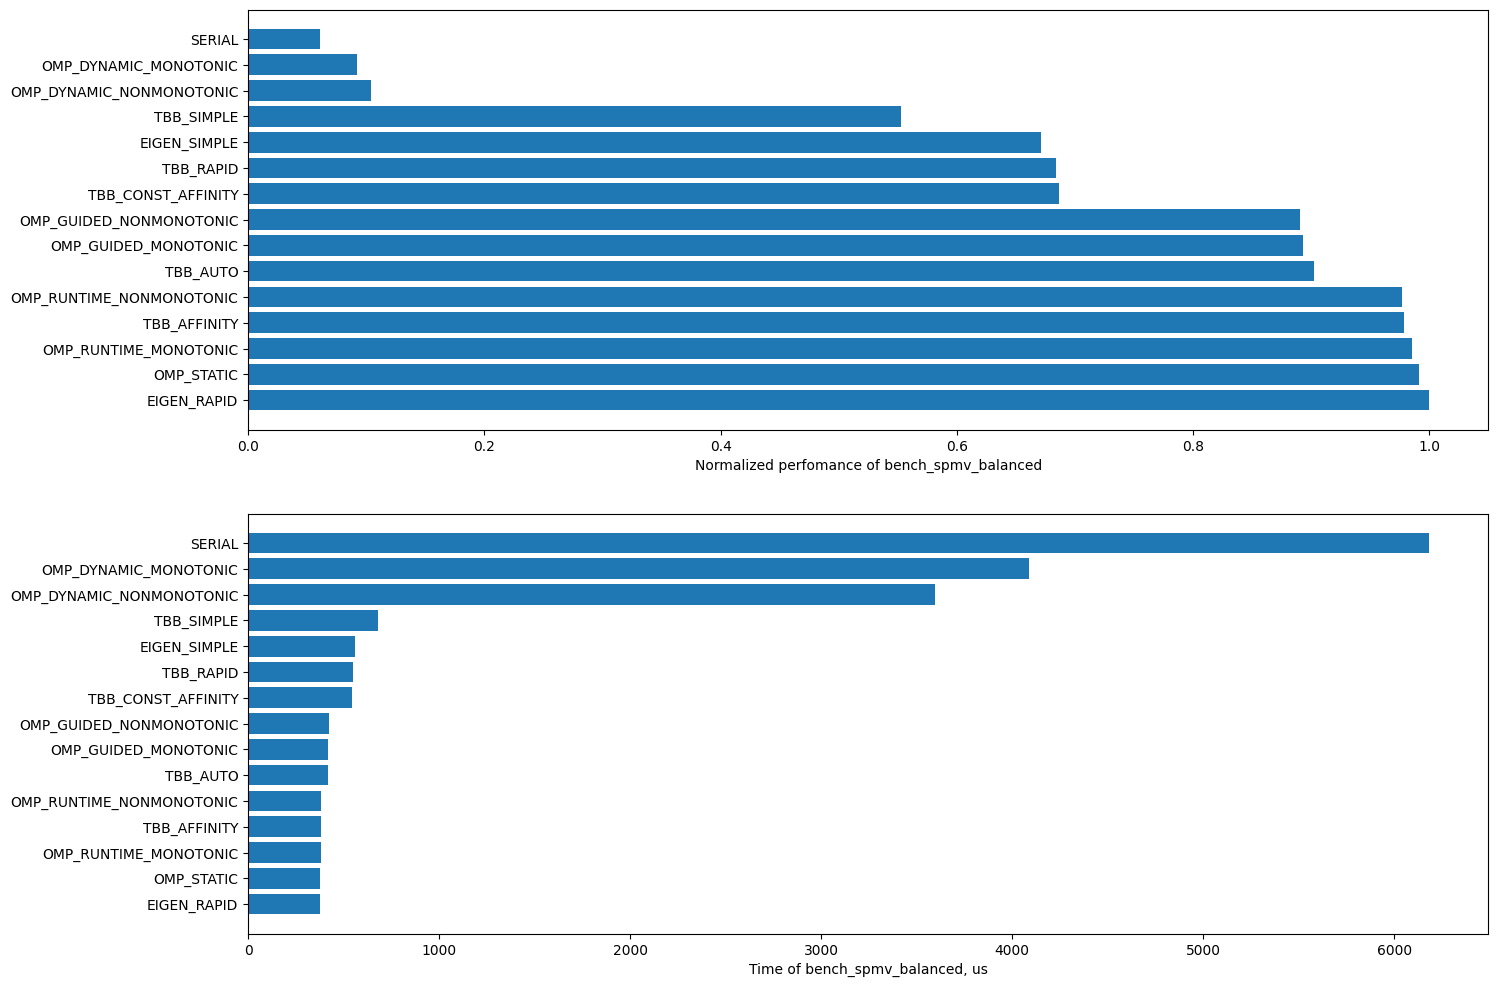 SERIAL
OMP_DYNAMIC_MONOTONIC
OMP_DYNAMIC_NONMONOTONIC
TBB_SIMPLE
EIGEN_SIMPLE
TBB_RAPID
TBB_CONST_AFFINITY
OMP_GUIDED_NONMONOTONIC
OMP_GUIDED_MONOTONIC
TBB_AUTO
OMP_RUNTIME_NONMONOTONIC
TBB_AFFINITY
OMP_RUNTIME_MONOTONIC
OMP_STATIC
EIGEN_RAPID
0.0 0.2 0.4 0.6 0.8 1.0
Normalized perfomance of bench_spmv_balanced
SERIAL
OMP_DYNAMIC_MONOTONIC
OMP_DYNAMIC_NONMONOTONIC
TBB_SIMPLE
EIGEN_SIMPLE
TBB_RAPID
TBB_CONST_AFFINITY
OMP_GUIDED_NONMONOTONIC
OMP_GUIDED_MONOTONIC
TBB_AUTO
OMP_RUNTIME_NONMONOTONIC
TBB_AFFINITY
OMP_RUNTIME_MONOTONIC
OMP_STATIC
EIGEN_RAPID
0 1000 2000 3000 4000 5000 6000
Time of bench_spmv_balanced, us